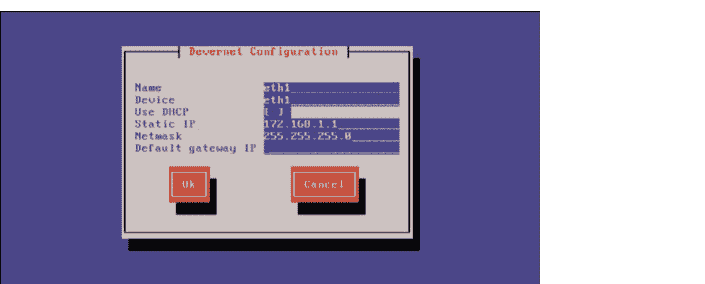 Devernet Configuration
Name eth1
Device eth1
Use DHCP [ ]
Static IP 172.168.1.1
Netmask 255.255.255.0
Default gateway IP
Ok Cancel